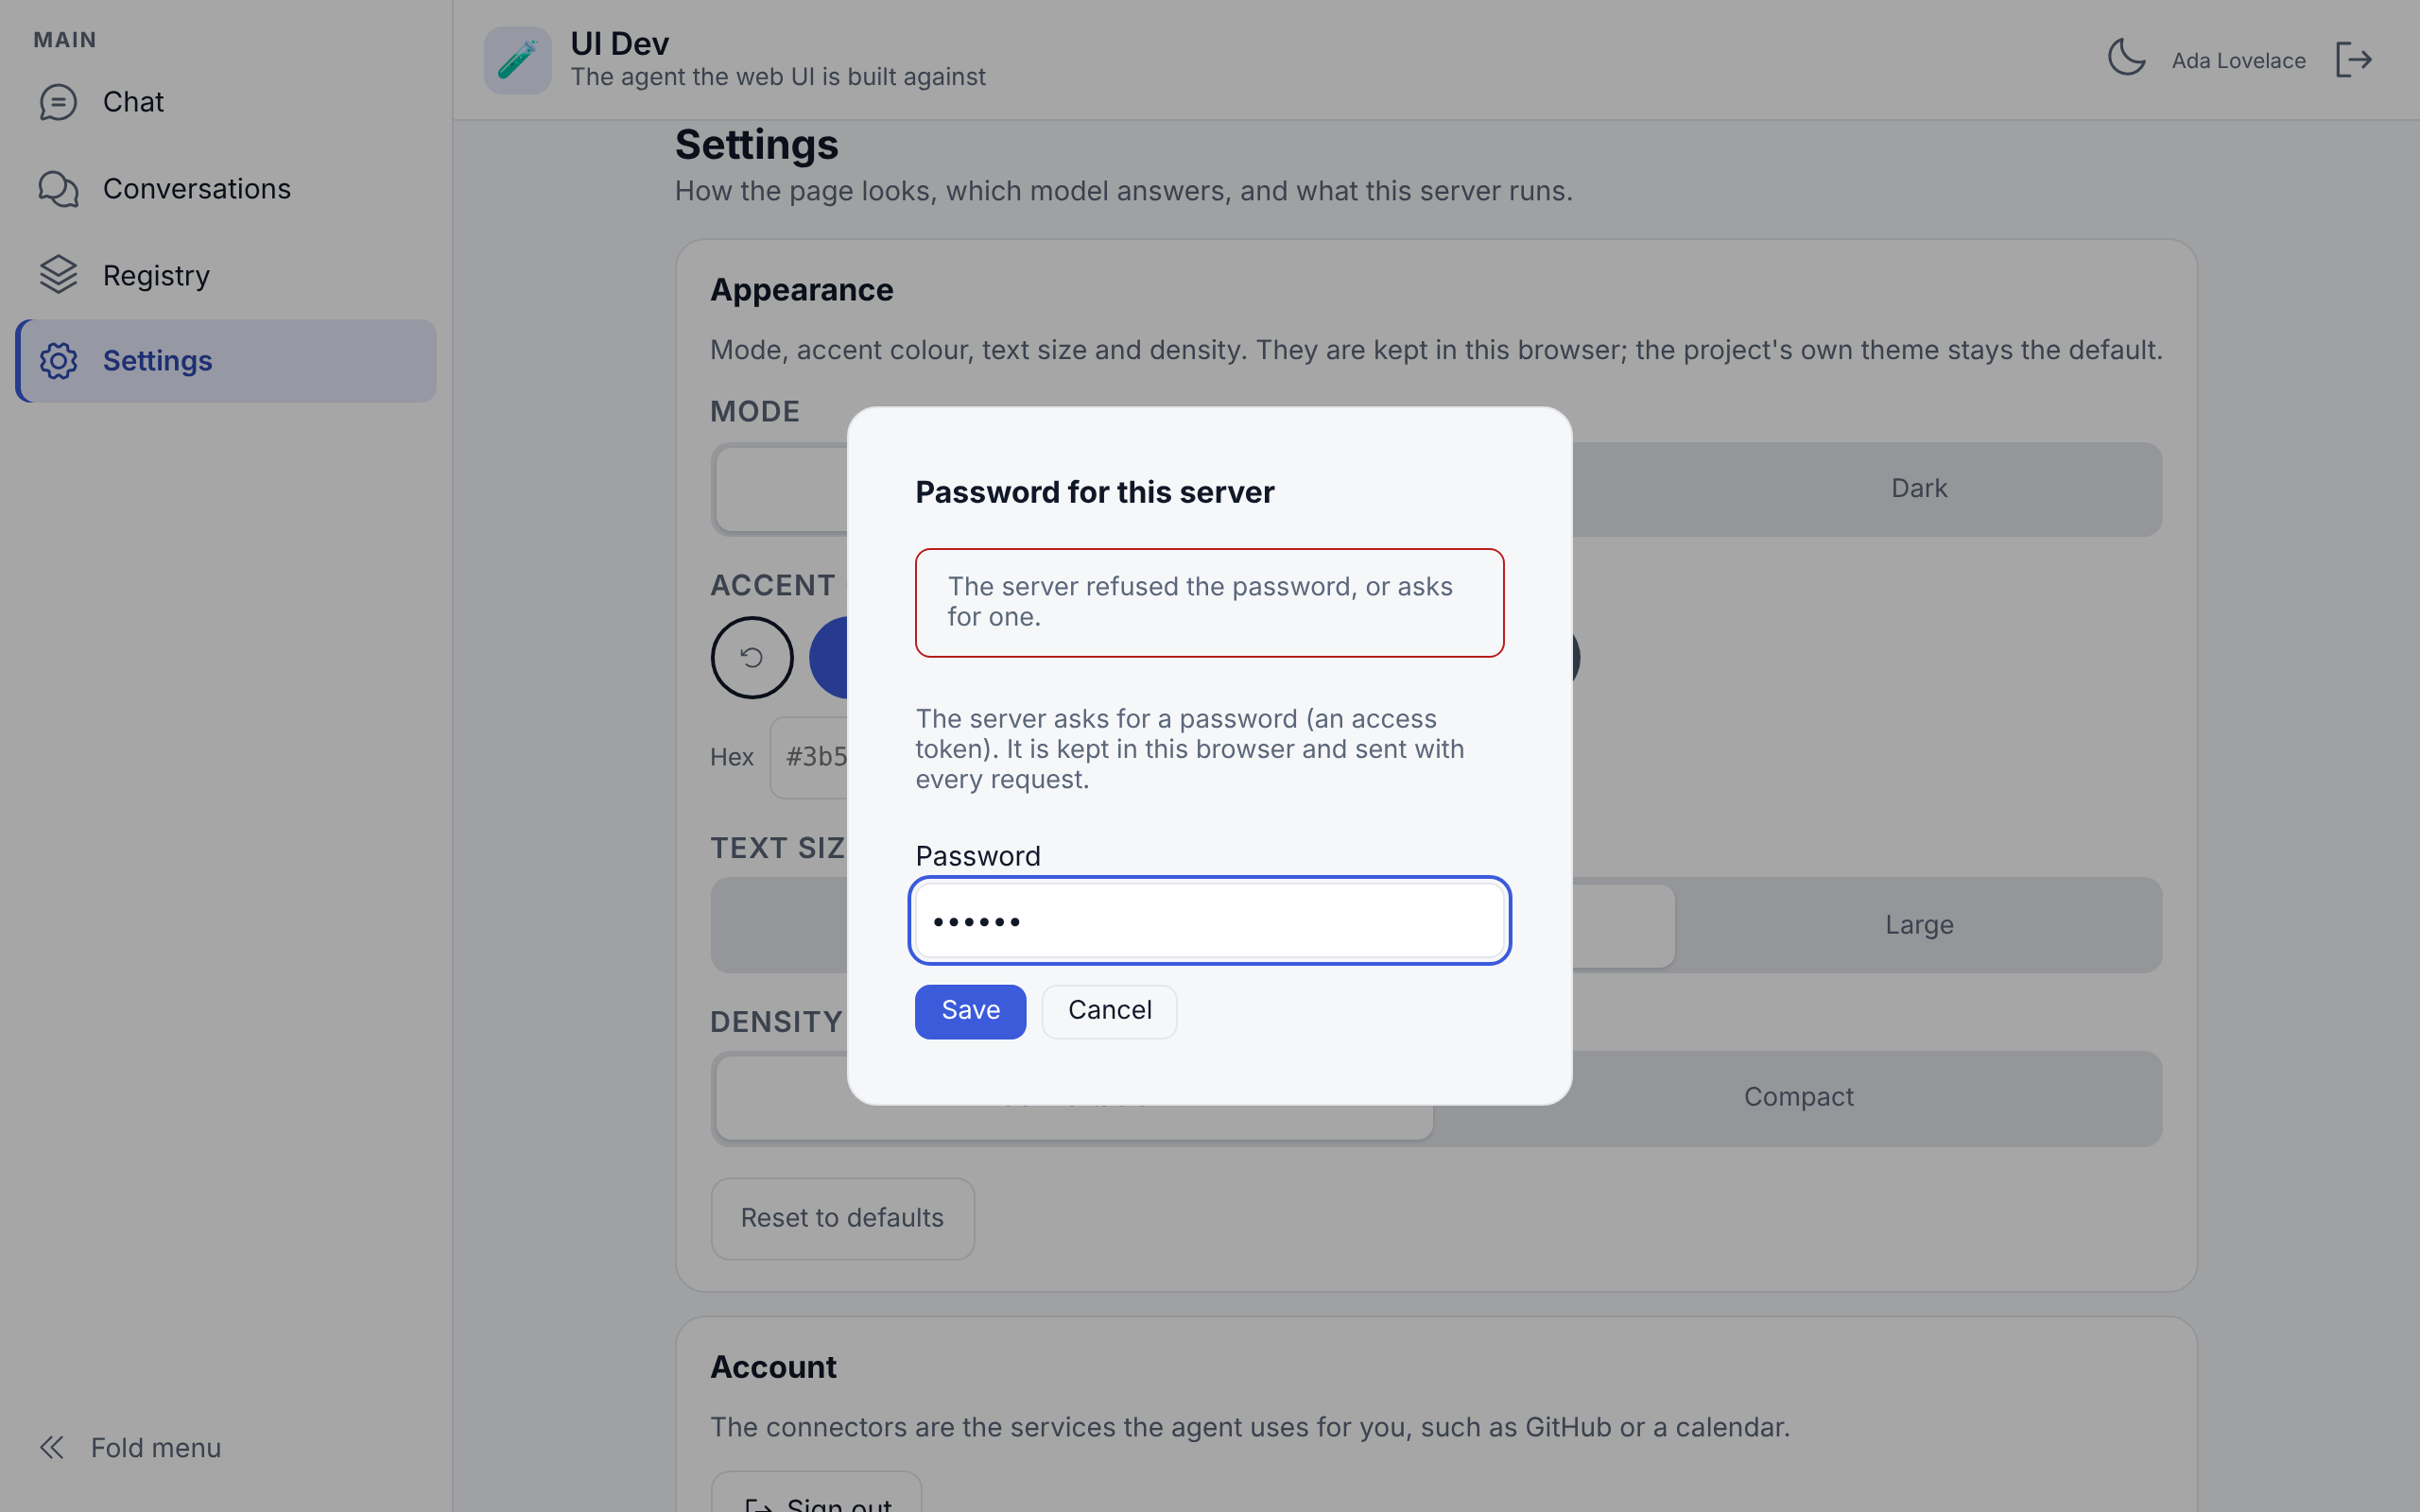 MAIN
Chat
Conversations
Registry
Settings
Fold menu
UI Dev
The agent the web UI is built against
Ada Lovelace
Settings
How the page looks, which model answers, and what this server runs.
Appearance
Mode, accent colour, text size and density. They are kept in this browser; the project's own theme stays the default.
MODE
Dark
ACCENT
Hex
#3b5
TEXT SIZ
Large
DENSITY
Compact
Reset to defaults
Account
The connectors are the services the agent uses for you, such as GitHub or a calendar.
Sign out
Password for this server
The server refused the password, or asks
for one.
The server asks for a password (an access
token). It is kept in this browser and sent with
every request.
Password
••••••
Save
Cancel